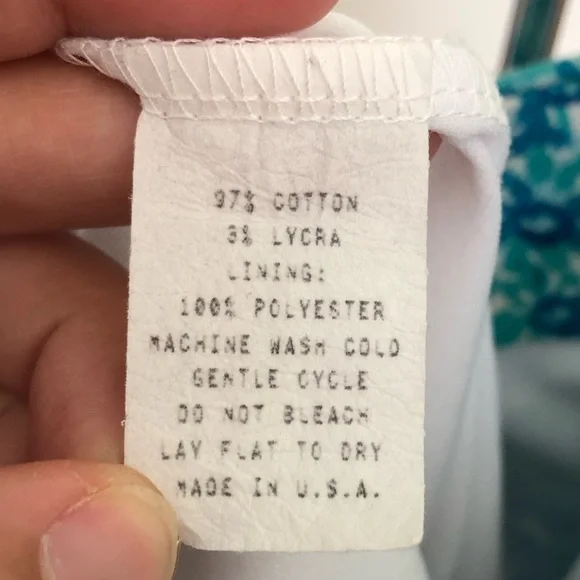 97% COTTON
3% LYCRA
LINING:
100% POLYESTER
MACHINE WASH COLD
GENTLE CYCLE
DO NOT BLEACH
LAY FLAT TO DRY
MADE IN U.S.A.